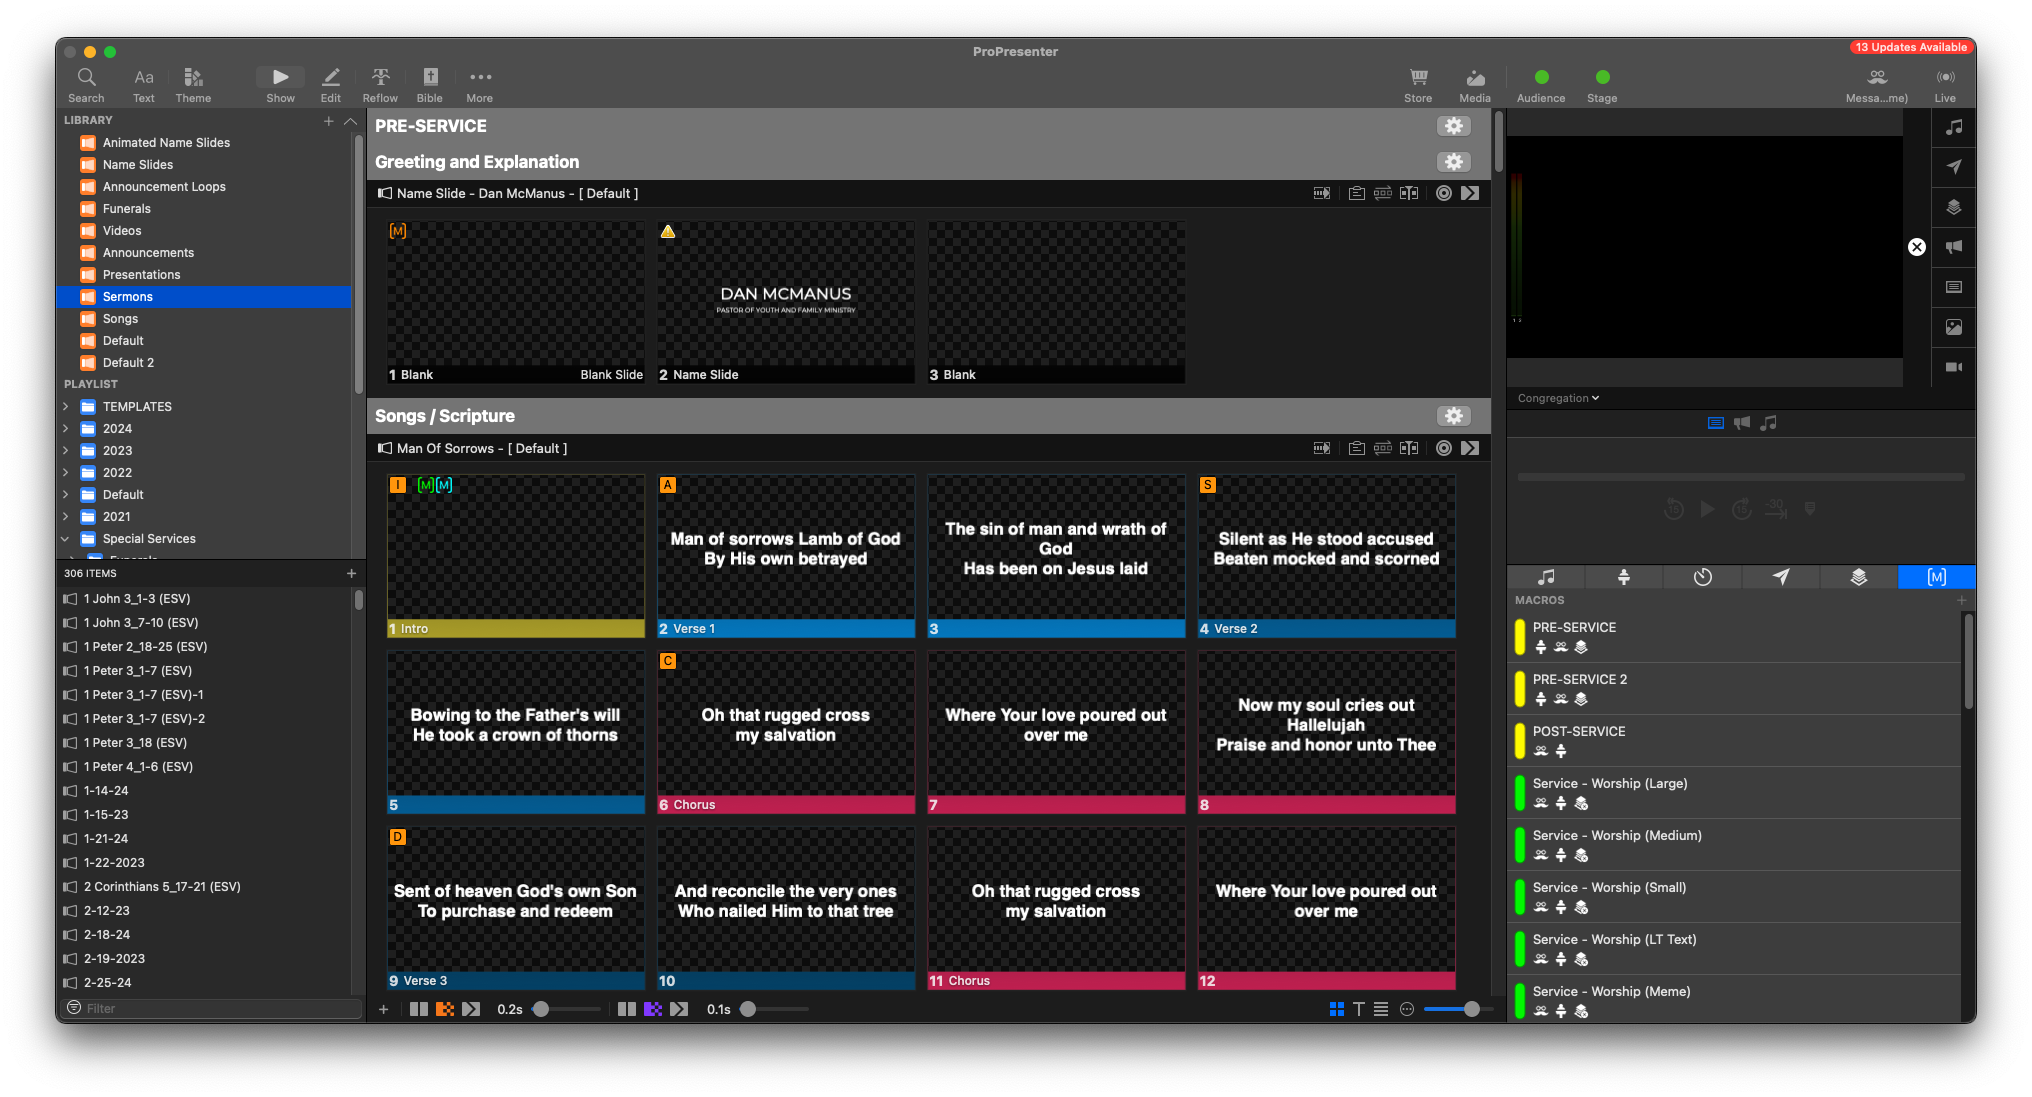 ProPresenter
13 Updates Available
Search
Aa
Text
Theme
Show
Edit
Reflow
Bible
More
Store
Media
Audience
Stage
Messa...me)
Live
LIBRARY
Animated Name Slides
Name Slides
Announcement Loops
Funerals
Videos
Announcements
Presentations
Sermons
Songs
Default
Default 2
PLAYLIST
TEMPLATES
2024
2023
2022
Default
2021
Special Services
Funerals
306 ITEMS
1 John 3_1-3 (ESV)
1 John 3_7-10 (ESV)
1 Peter 2_18-25 (ESV)
1 Peter 3_1-7 (ESV)
1 Peter 3_1-7 (ESV)-1
1 Peter 3_1-7 (ESV)-2
1 Peter 3_18 (ESV)
1 Peter 4_1-6 (ESV)
1-14-24
1-15-23
1-21-24
1-22-2023
2 Corinthians 5_17-21 (ESV)
2-12-23
2-18-24
2-19-2023
2-25-24
Filter
PRE-SERVICE
Greeting and Explanation
Name Slide - Dan McManus - [ Default ]
[M]
1 Blank
Blank Slide
DAN MCMANUS
PASTOR OF YOUTH AND FAMILY MINISTRY
2 Name Slide
3 Blank
Songs / Scripture
Man Of Sorrows - [ Default ]
I
[M][M]
1 Intro
A
Man of sorrows Lamb of God
By His own betrayed
2 Verse 1
The sin of man and wrath of
God
Has been on Jesus laid
3
S
Silent as He stood accused
Beaten mocked and scorned
4 Verse 2
Bowing to the Father's will
He took a crown of thorns
5
C
Oh that rugged cross
my salvation
6 Chorus
Where Your love poured out
over me
7
Now my soul cries out
Hallelujah
Praise and honor unto Thee
8
D
Sent of heaven God's own Son
To purchase and redeem
9 Verse 3
And reconcile the very ones
Who nailed Him to that tree
10
Oh that rugged cross
my salvation
11 Chorus
Where Your love poured out
over me
12
0.2s
0.1s
1 2
Congregation
15
15
-30
[M]
MACROS
PRE-SERVICE
PRE-SERVICE 2
POST-SERVICE
Service - Worship (Large)
Service - Worship (Medium)
Service - Worship (Small)
Service - Worship (LT Text)
Service - Worship (Meme)